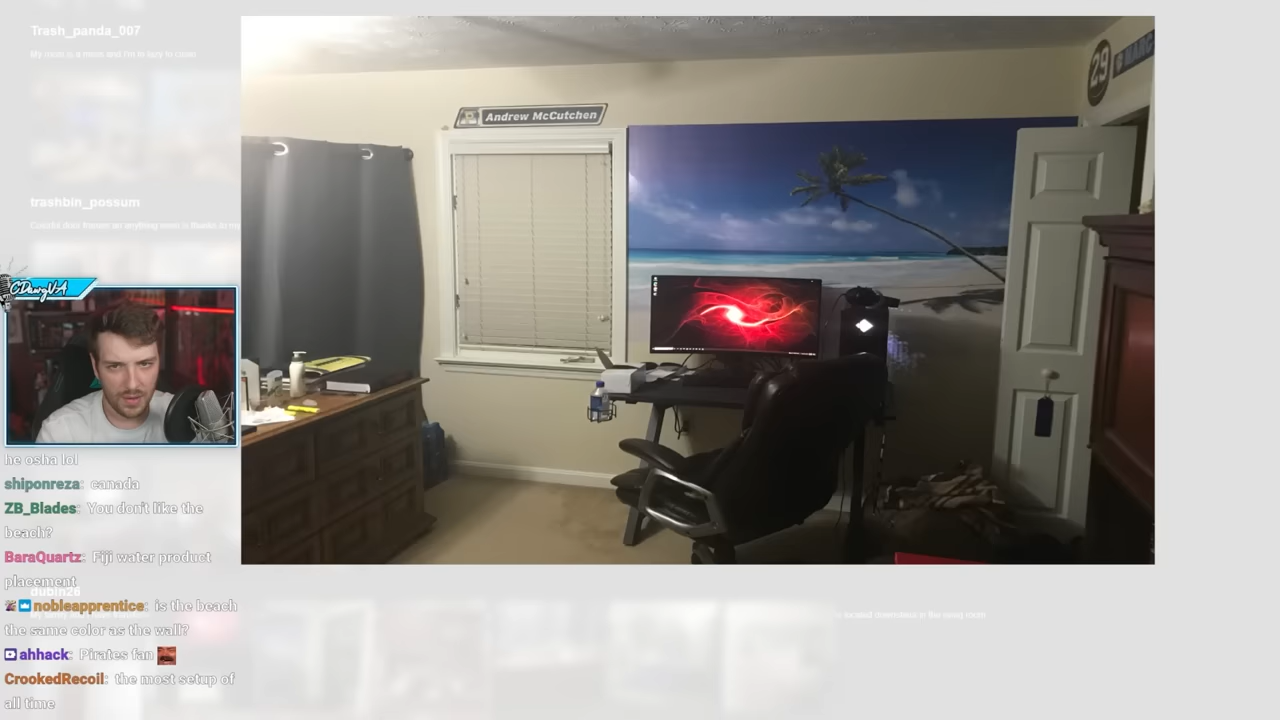 Trash_panda_007
trashbin_possum
Andrew McCutchen
29
CDawgVA
he osha lol
shiponreza: canada
ZB_Blades: You don't like the
beach?
BaraQuartz: Fiji water product
placement
dubin26
nobleapprentice: is the beach
the same color as the wall?
ahhack: Pirates fan
CrookedRecoil: the most setup of
all time